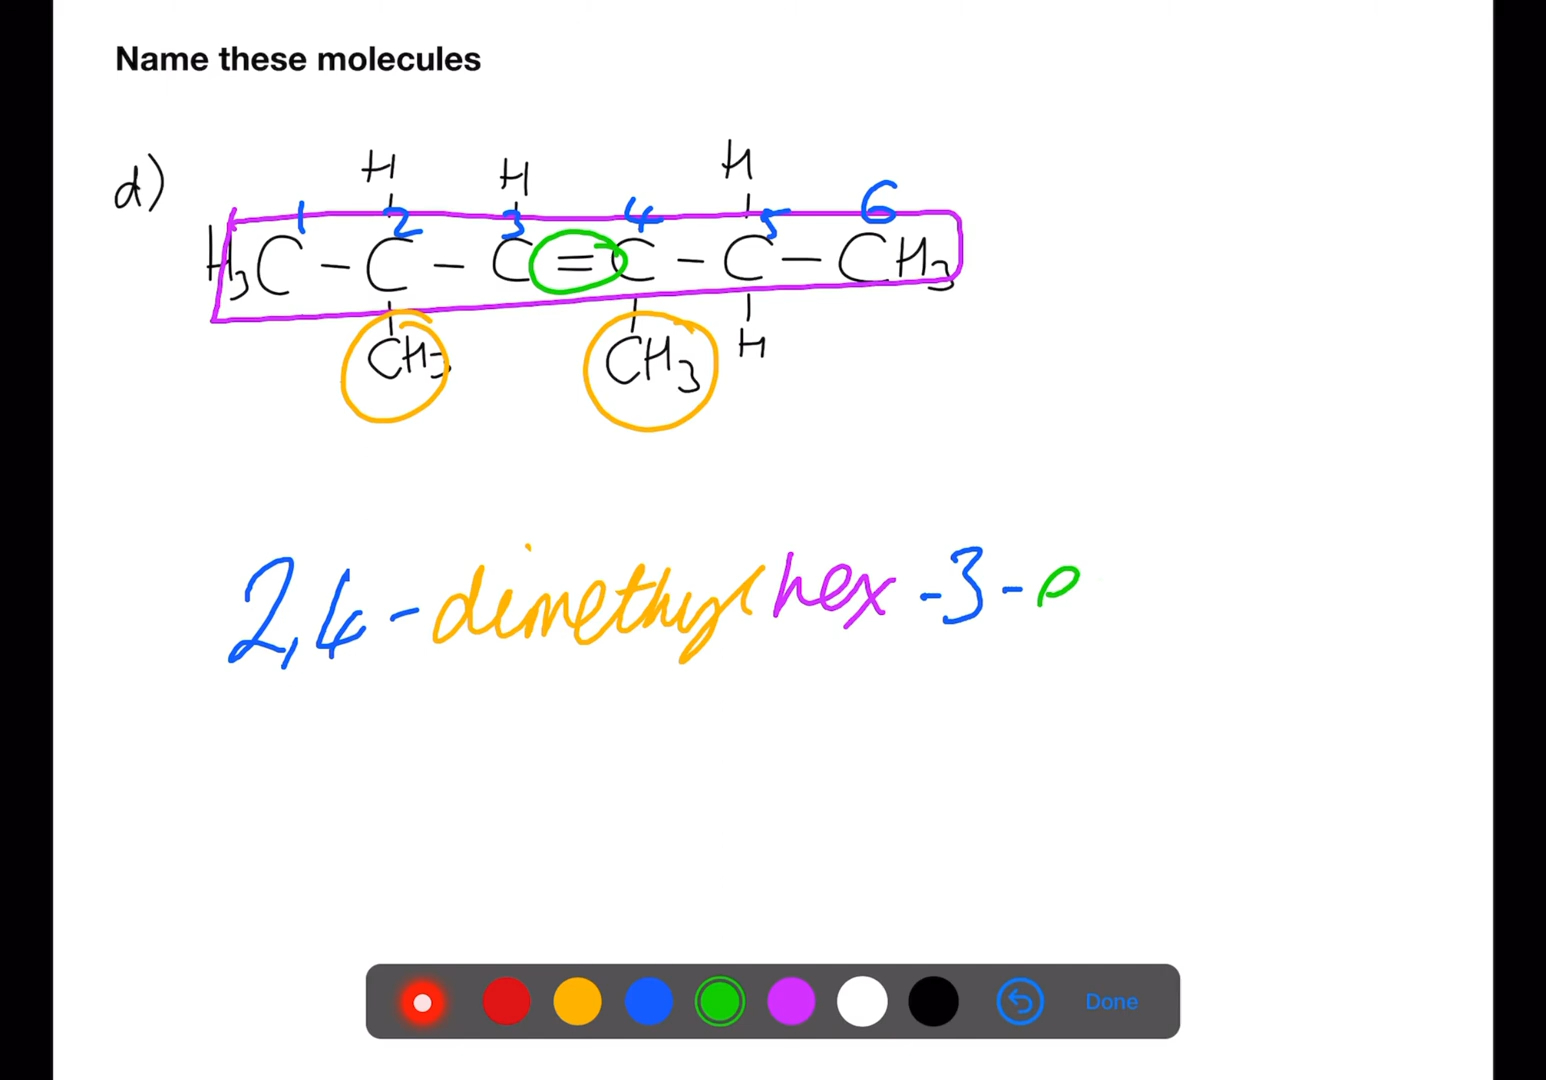 Name these molecules
d)
H H H
1 2 3 4 5 6
H3C - C - C = C - C - CH3
CH3 CH3 H
2,4-dimethylhex-3-e
Done